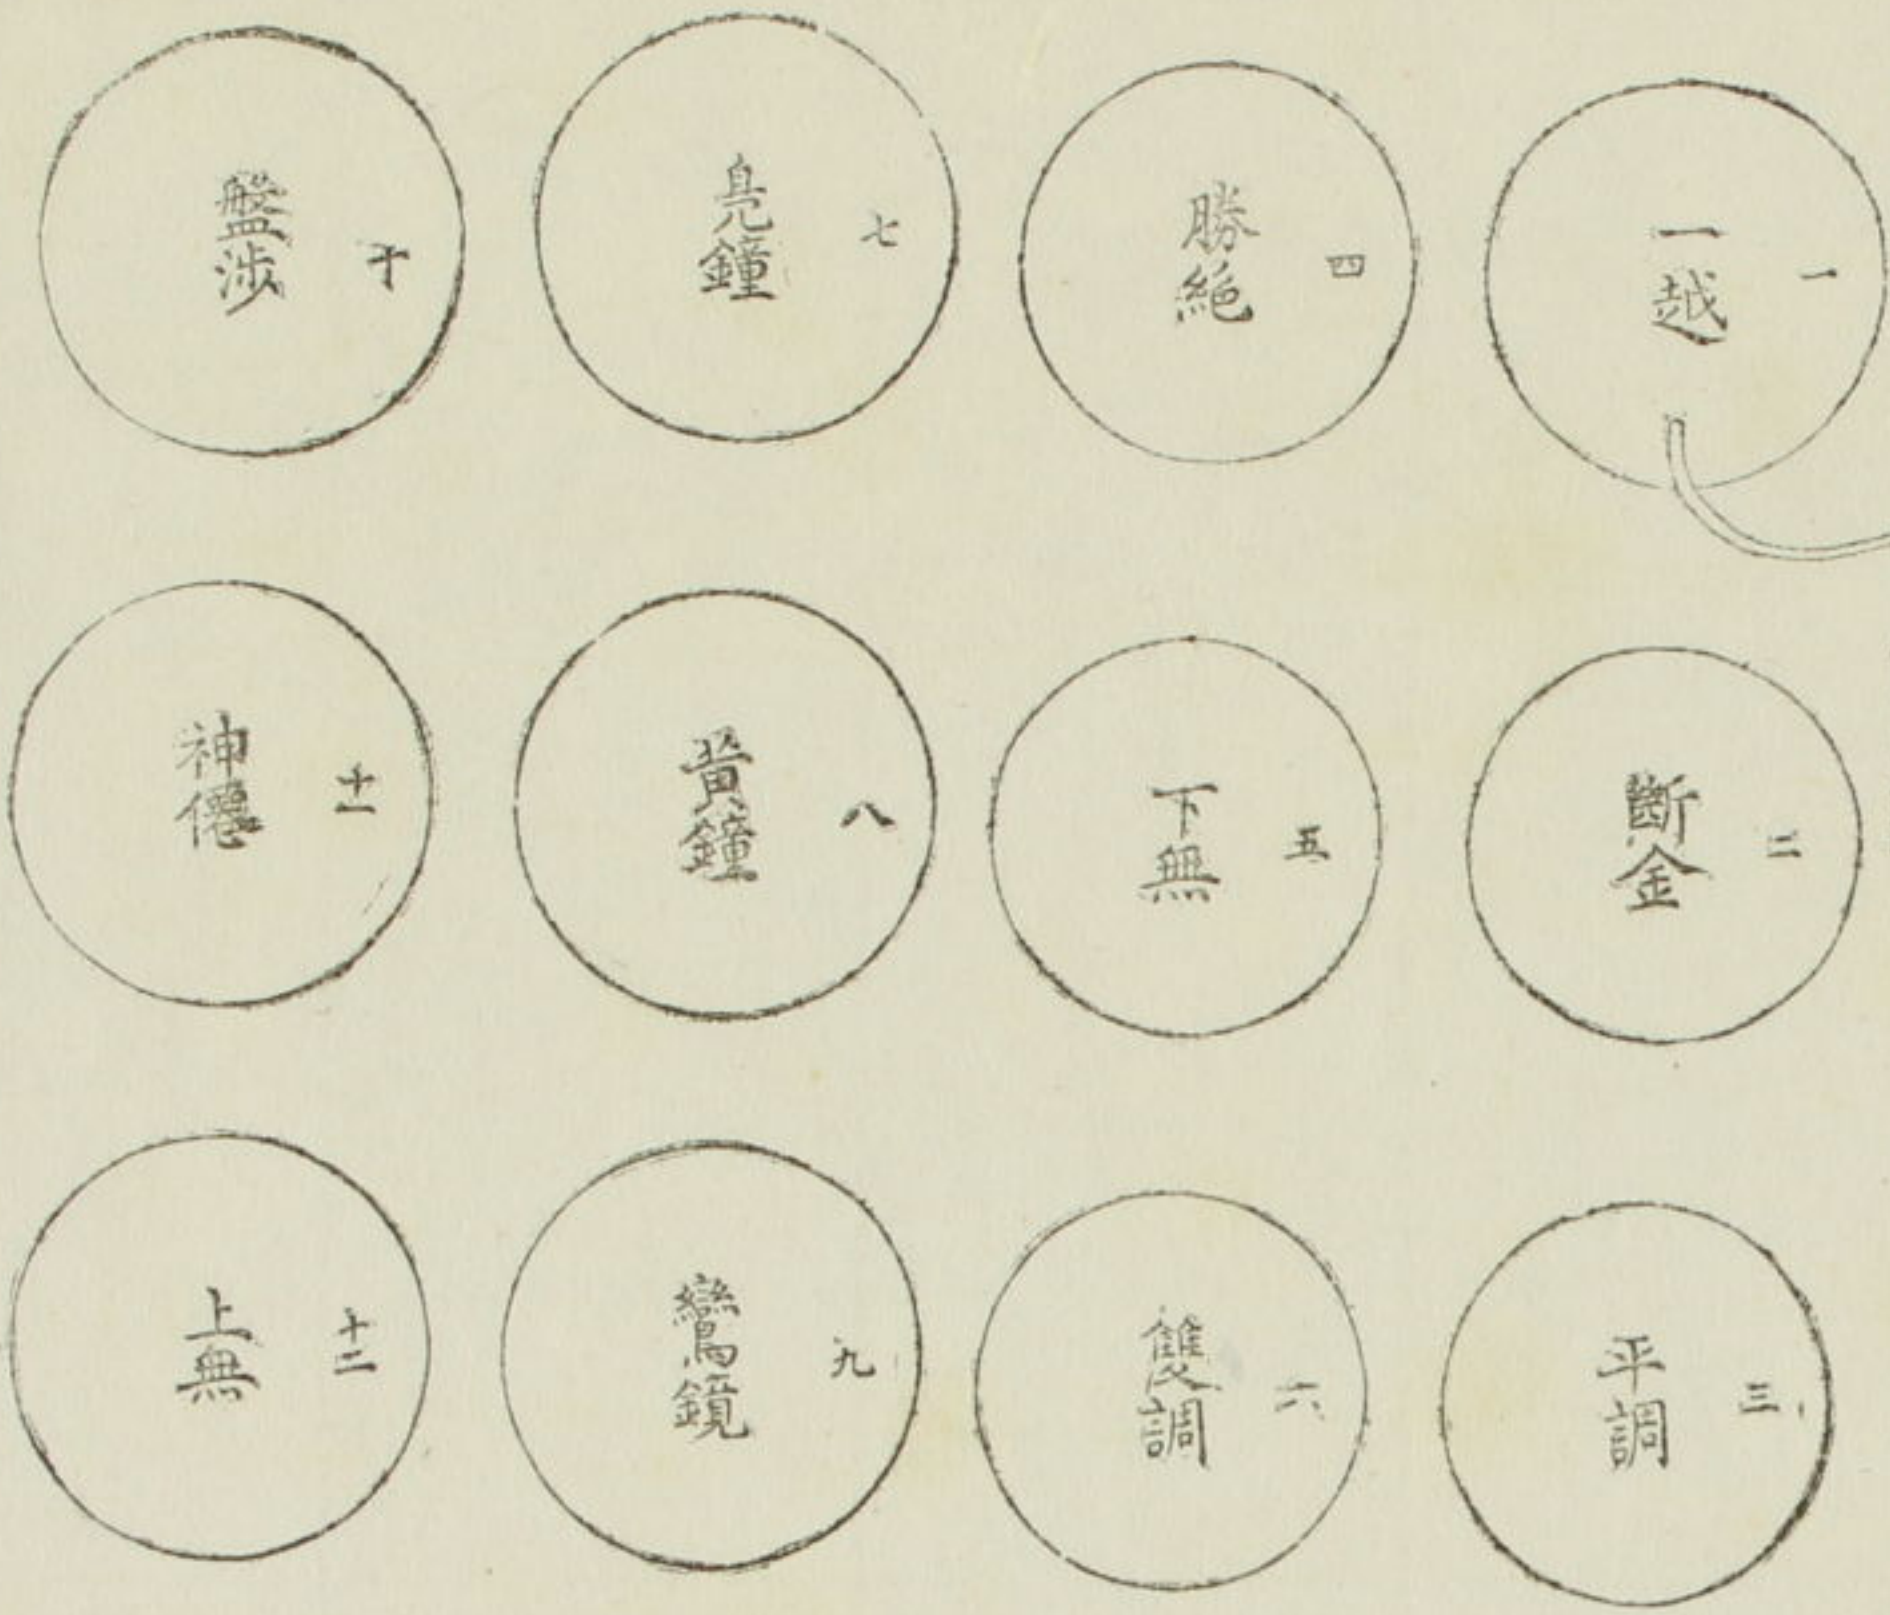 一
一越
二
斷金
三
平調
四
勝絶
五
下無
六
雙調
七
鳧鐘
八
黄鐘
九
鸞鏡
十
盤渉
十一
神僊
十二
上無